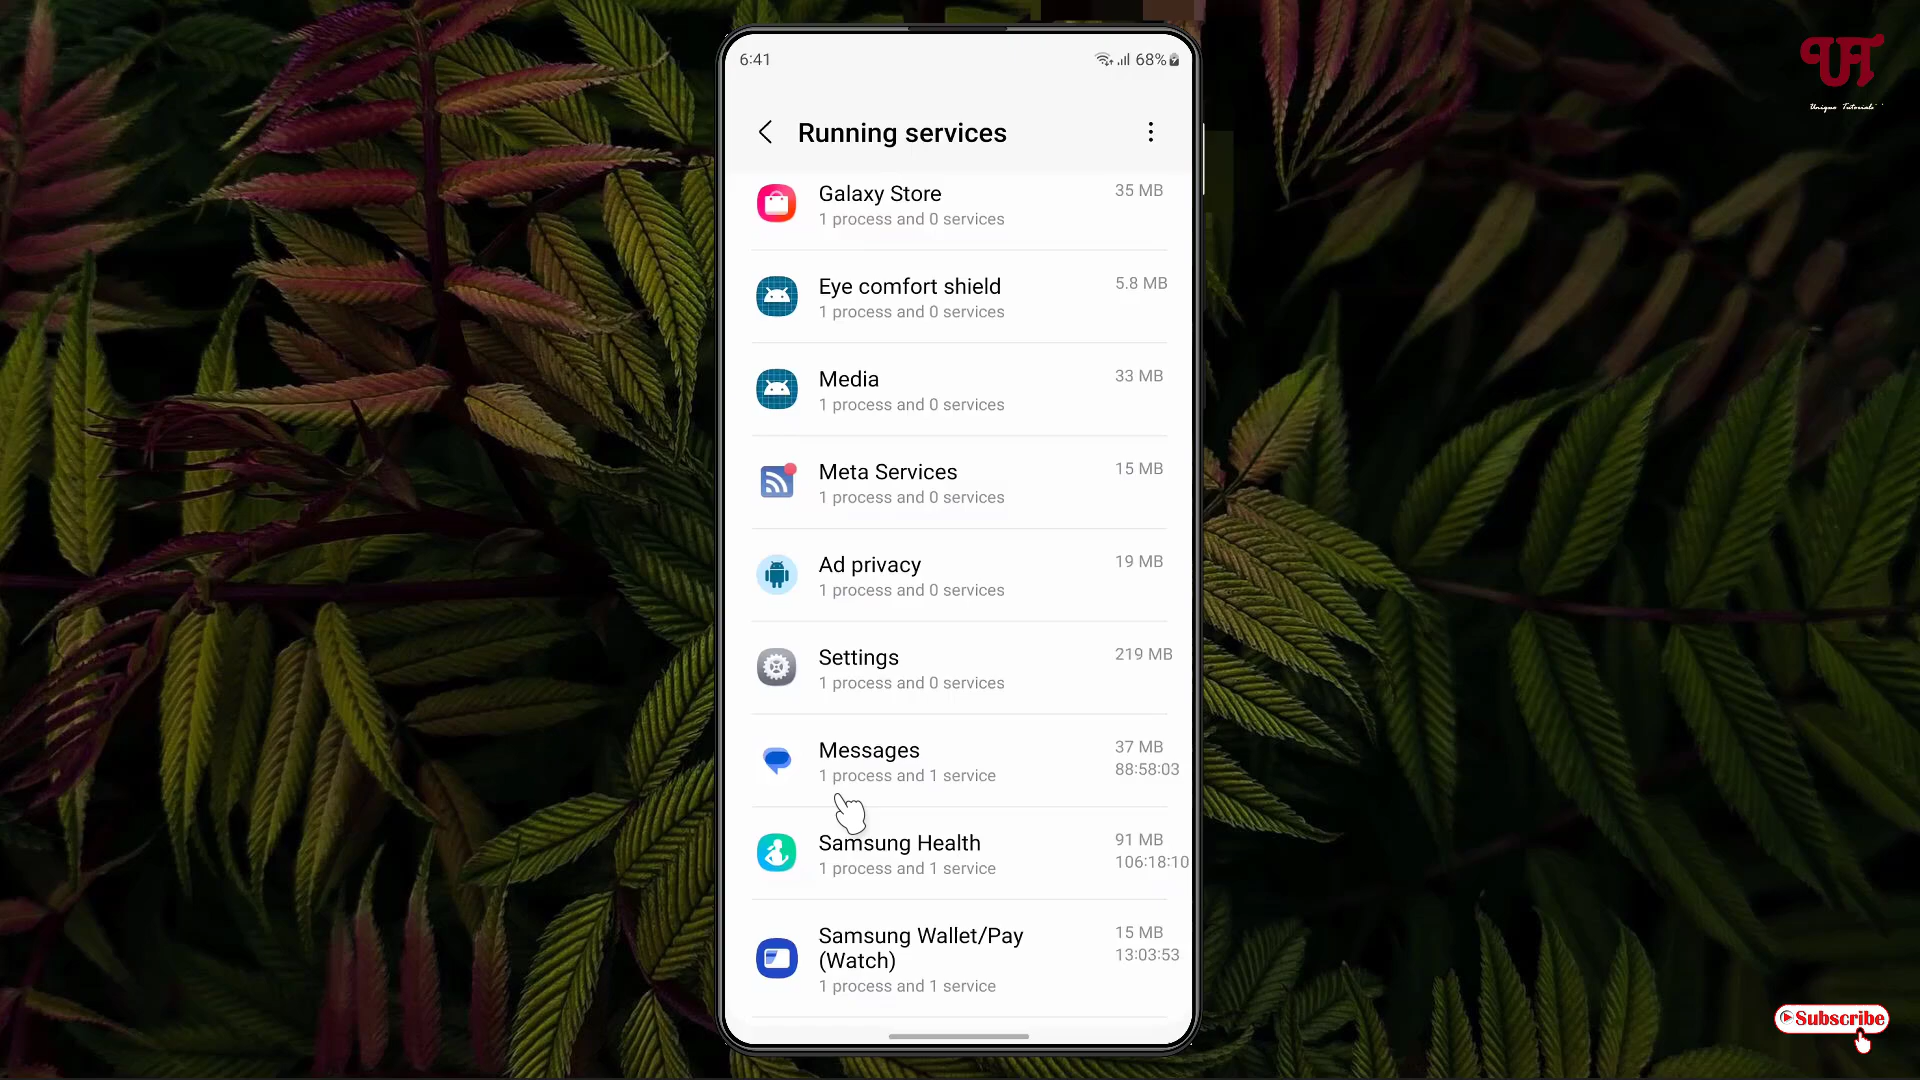 6:41
68%
Running services
Galaxy Store
35 MB
1 process and 0 services
Eye comfort shield
5.8 MB
1 process and 0 services
Media
33 MB
1 process and 0 services
Meta Services
15 MB
1 process and 0 services
Ad privacy
19 MB
1 process and 0 services
Settings
219 MB
1 process and 0 services
Messages
37 MB
1 process and 1 service
88:58:03
Samsung Health
91 MB
1 process and 1 service
106:18:10
Samsung Wallet/Pay
(Watch)
15 MB
13:03:53
1 process and 1 service
UT
Unique Tutorials
Subscribe